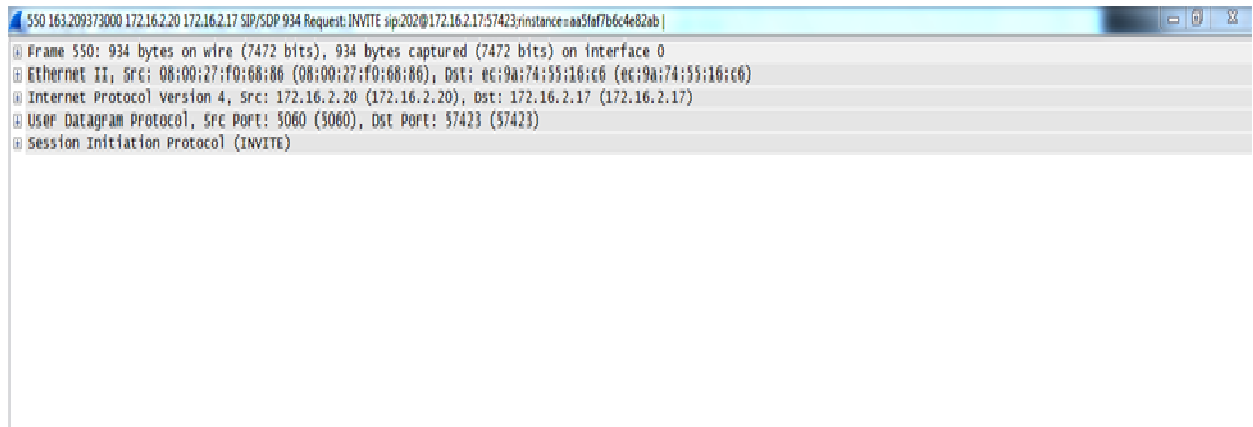 550 163.209373000 172.16.2.20 172.16.2.17 SIP/SDP 934 Request: INVITE sip:202@172.16.2.17:57423;rinstance=aa5faf7b6c4e82ab |
Frame 550: 934 bytes on wire (7472 bits), 934 bytes captured (7472 bits) on interface 0
Ethernet II, Src: 08:00:27:f0:68:86 (08:00:27:f0:68:86), Dst: ec:9a:74:55:16:c6 (ec:9a:74:55:16:c6)
Internet Protocol Version 4, Src: 172.16.2.20 (172.16.2.20), Dst: 172.16.2.17 (172.16.2.17)
User Datagram Protocol, Src Port: 5060 (5060), Dst Port: 57423 (57423)
Session Initiation Protocol (INVITE)